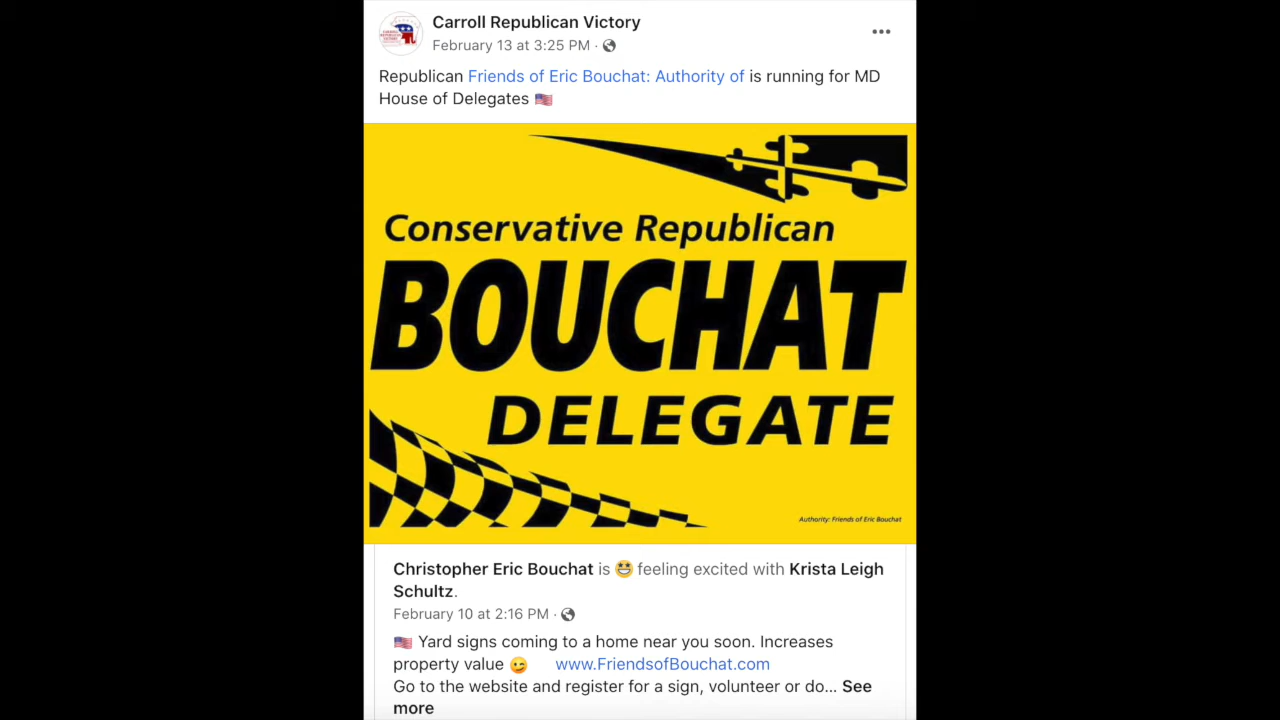 Carroll Republican Victory
February 13 at 3:25 PM ·
Republican Friends of Eric Bouchat: Authority of is running for MD
House of Delegates 🇺🇸
Conservative Republican
BOUCHAT
DELEGATE
Authority: Friends of Eric Bouchat
Christopher Eric Bouchat is 🤩 feeling excited with Krista Leigh
Schultz.
February 10 at 2:16 PM ·
🇺🇸 Yard signs coming to a home near you soon. Increases
property value 😉 www.FriendsofBouchat.com
Go to the website and register for a sign, volunteer or do... See
more